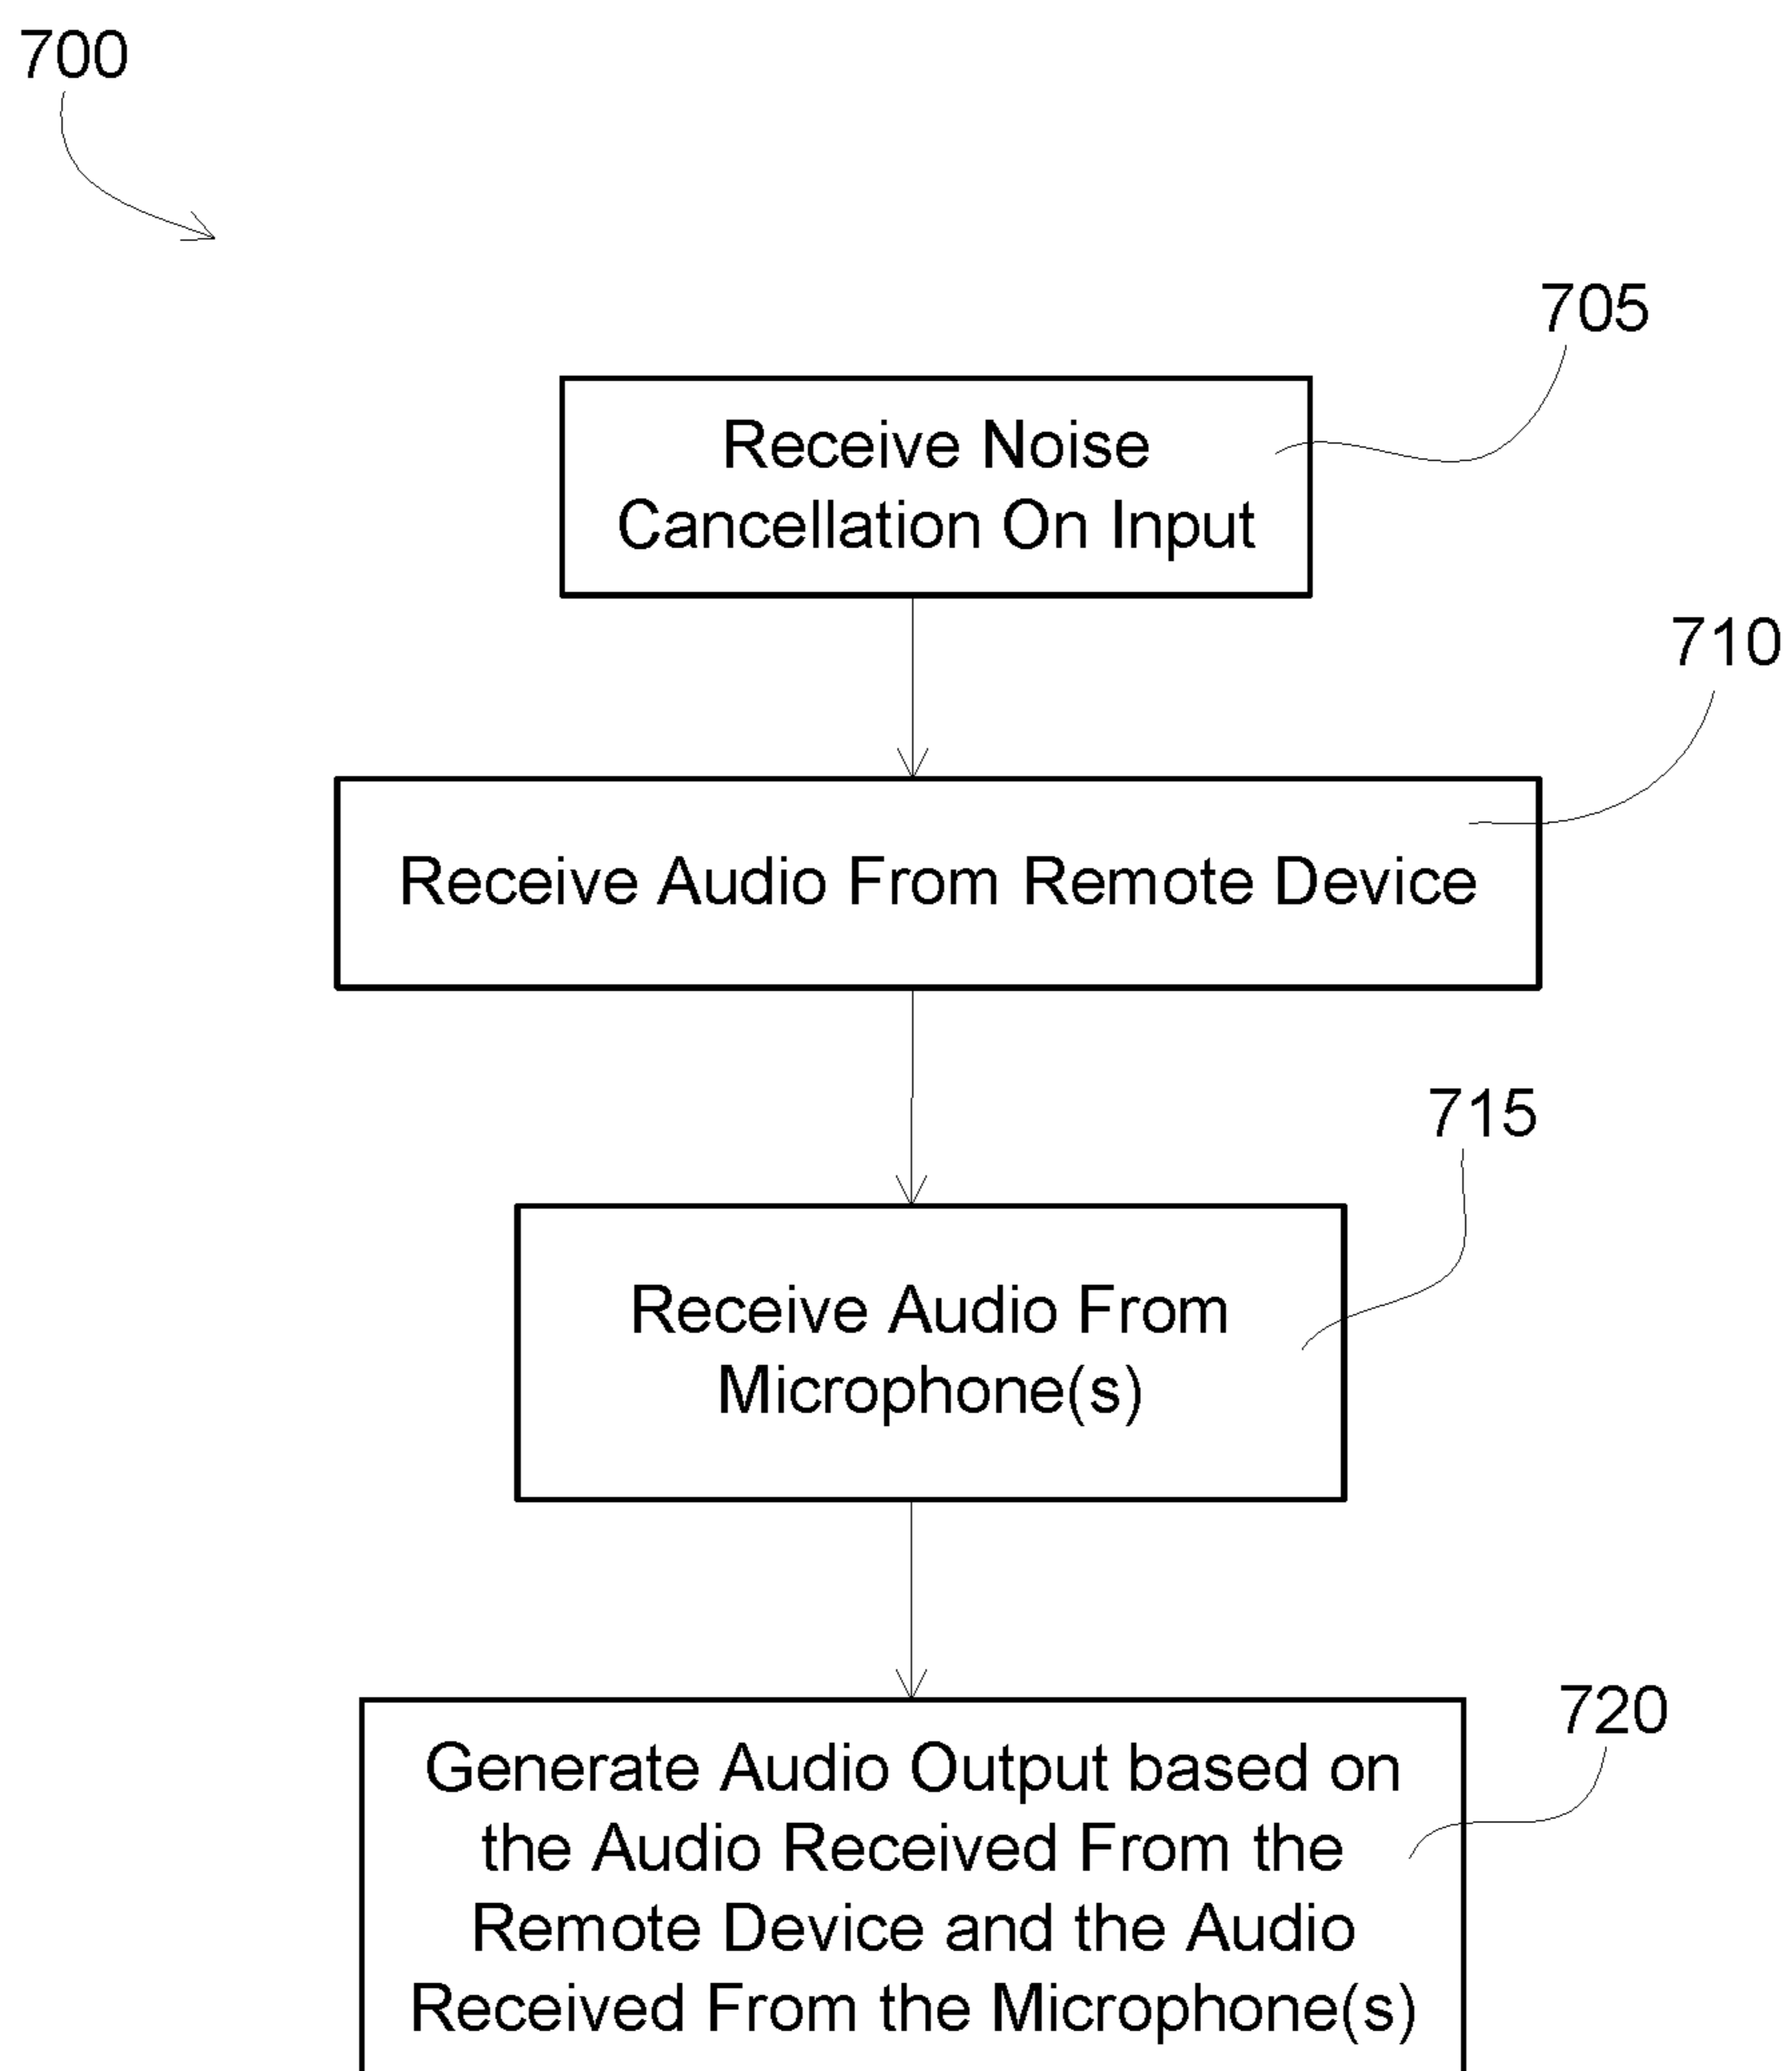 700
705
Receive Noise
Cancellation On Input
710
Receive Audio From Remote Device
715
Receive Audio From
Microphone(s)
720
Generate Audio Output based on
the Audio Received From the
Remote Device and the Audio
Received From the Microphone(s)